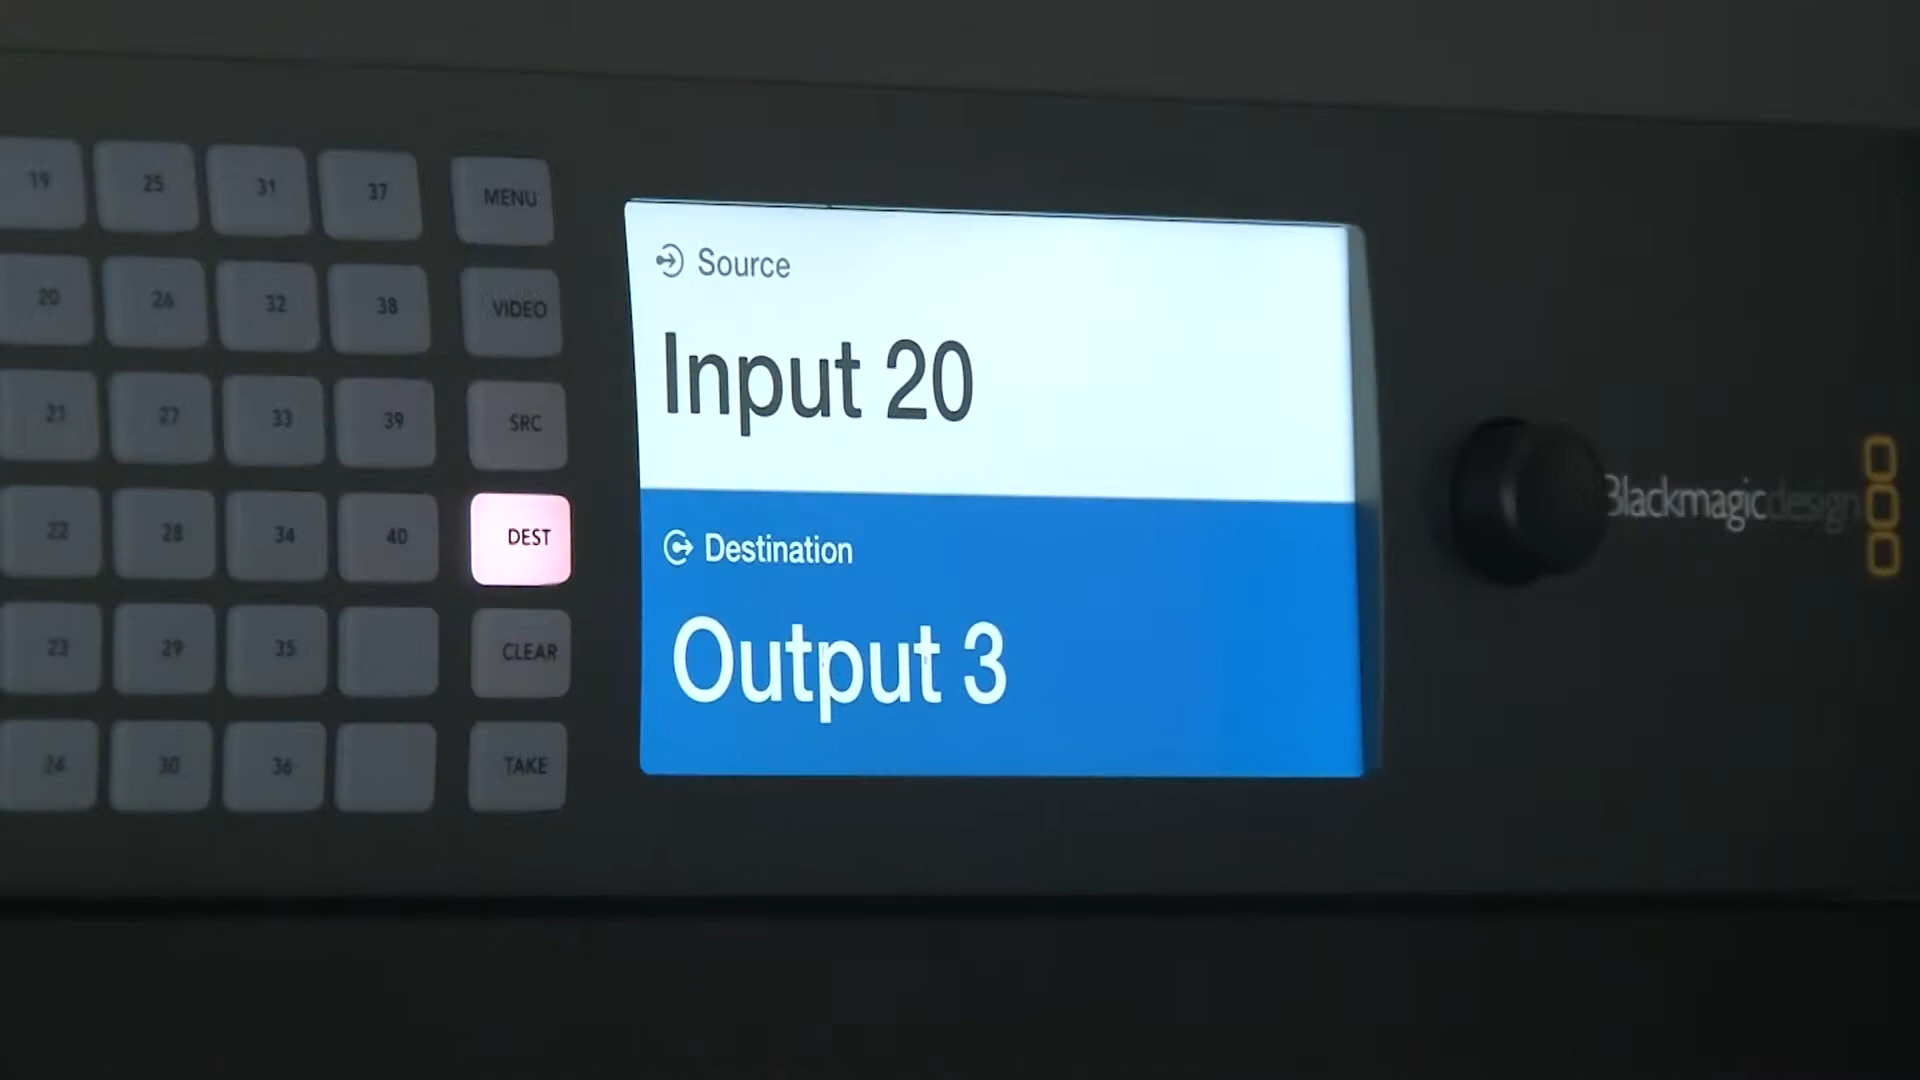 19 25 31 37 MENU
20 26 32 38 VIDEO
21 27 33 39 SRC
22 28 34 40 DEST
23 29 35 CLEAR
24 30 36 TAKE
Source
Input 20
Destination
Output 3
Blackmagicdesign